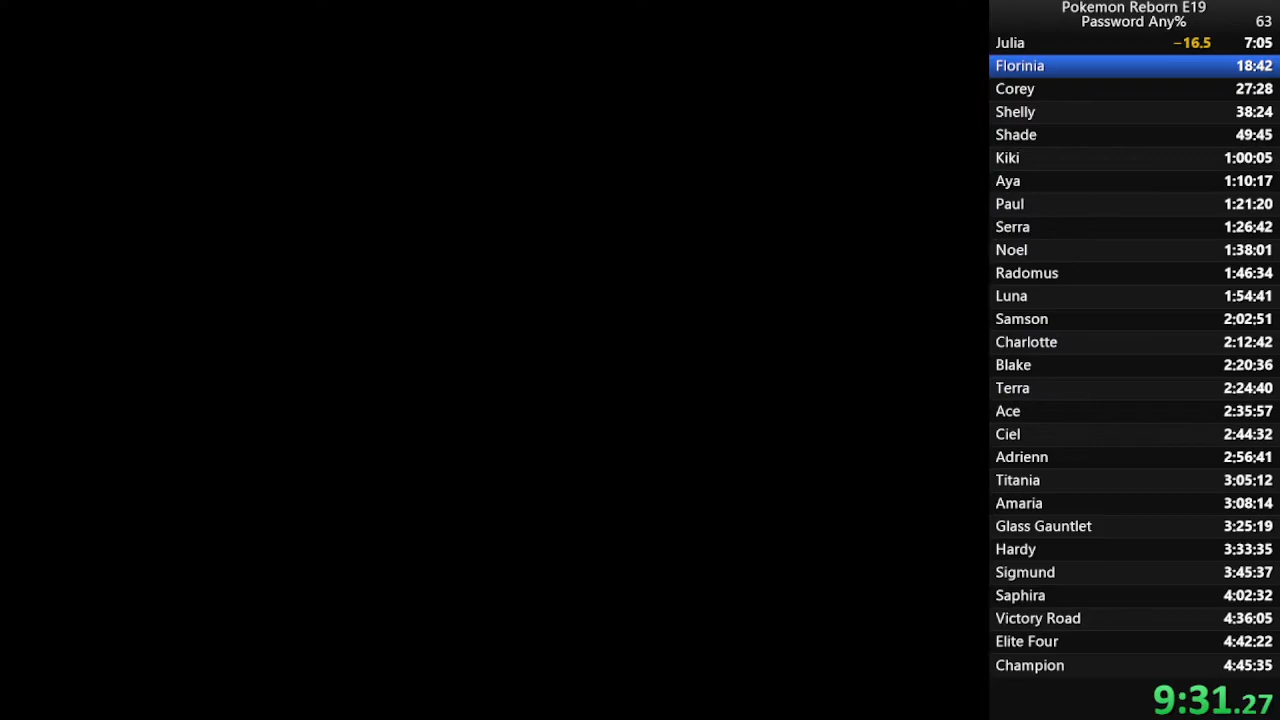 Pokemon Reborn E19
Password Any% 63
Julia −16.5 7:05
Florinia 18:42
Corey 27:28
Shelly 38:24
Shade 49:45
Kiki 1:00:05
Aya 1:10:17
Paul 1:21:20
Serra 1:26:42
Noel 1:38:01
Radomus 1:46:34
Luna 1:54:41
Samson 2:02:51
Charlotte 2:12:42
Blake 2:20:36
Terra 2:24:40
Ace 2:35:57
Ciel 2:44:32
Adrienn 2:56:41
Titania 3:05:12
Amaria 3:08:14
Glass Gauntlet 3:25:19
Hardy 3:33:35
Sigmund 3:45:37
Saphira 4:02:32
Victory Road 4:36:05
Elite Four 4:42:22
Champion 4:45:35
9:31.27